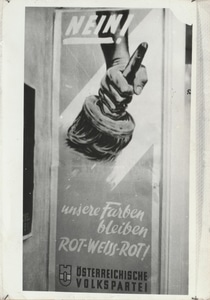 NEIN!
unsere Farben
bleiben
ROT-WEISS-ROT!
ÖSTERREICHISCHE
VOLKSPARTEI